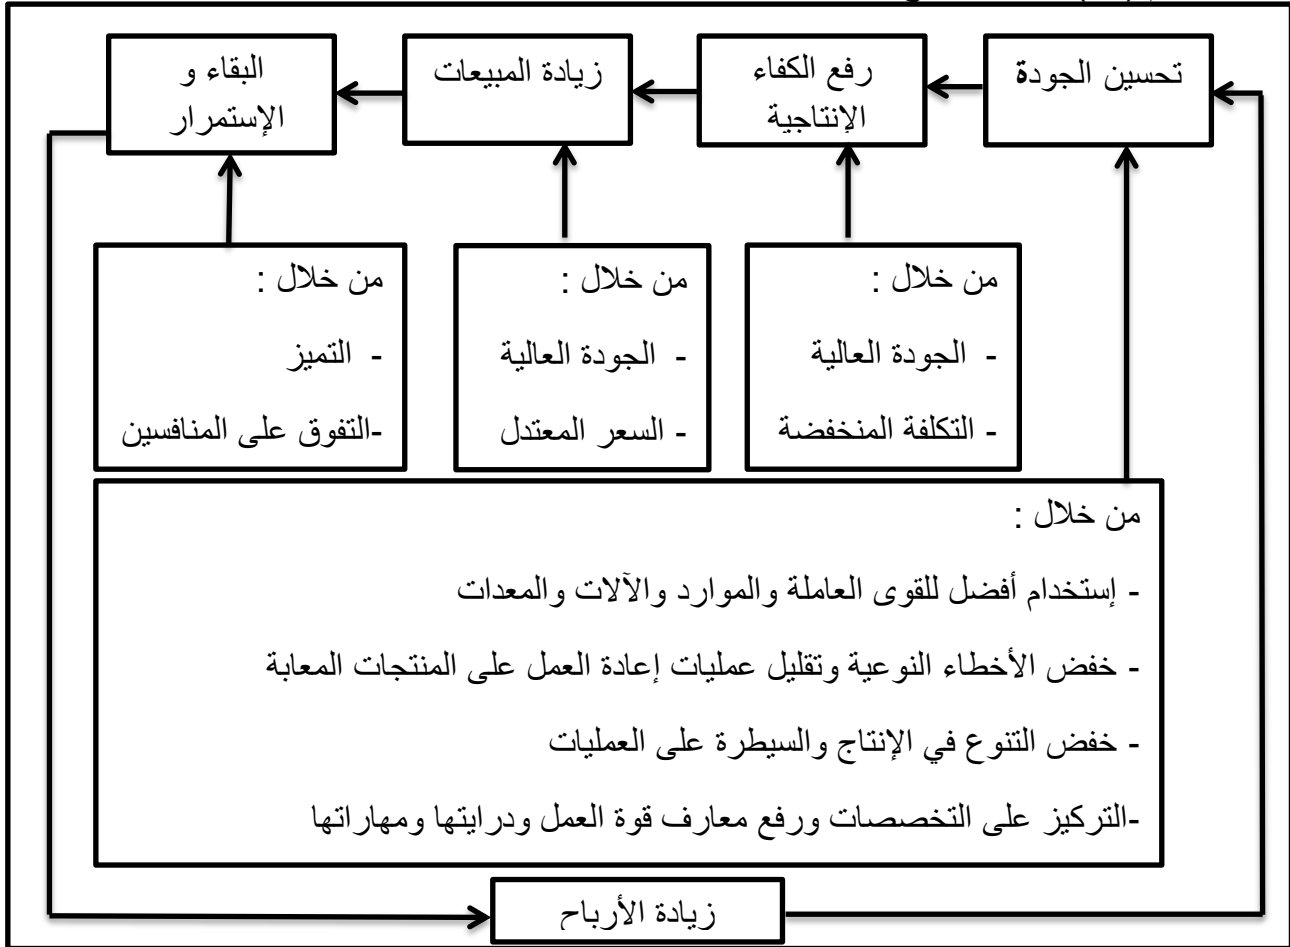 تحسين الجودة
رفع الكفاء
الإنتاجية
زيادة المبيعات
البقاء و
الإستمرار
من خلال :
- الجودة العالية
- التكلفة المنخفضة
من خلال :
- الجودة العالية
- السعر المعتدل
من خلال :
- التميز
-التفوق على المنافسين
من خلال :
- إستخدام أفضل للقوى العاملة والموارد والآلات والمعدات
- خفض الأخطاء النوعية وتقليل عمليات إعادة العمل على المنتجات المعابة
- خفض التنوع في الإنتاج والسيطرة على العمليات
-التركيز على التخصصات ورفع معارف قوة العمل ودرايتها ومهاراتها
زيادة الأرباح